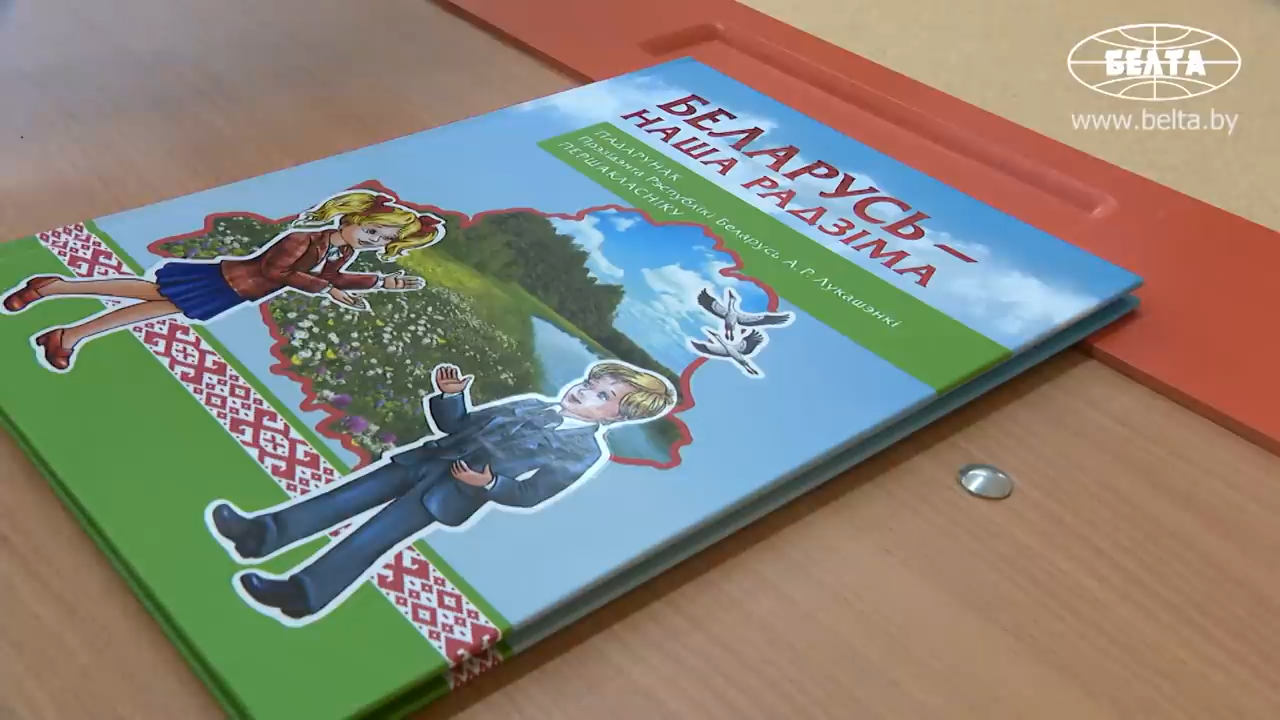 БЕЛАРУСЬ –
НАША РАДЗІМА
ПАДАРУНАК
Прэзідэнта Рэспублікі Беларусь А. Р. Лукашэнкі
ПЕРШАКЛАСНІКУ
БЕЛТА
www.belta.by